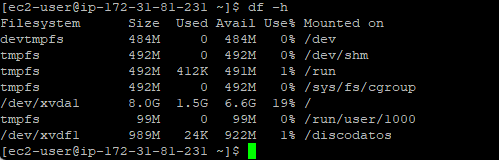 [ec2-user@ip-172-31-81-231 ~]$ df -h
Filesystem      Size  Used Avail Use% Mounted on
devtmpfs        484M     0  484M   0% /dev
tmpfs           492M     0  492M   0% /dev/shm
tmpfs           492M  412K  491M   1% /run
tmpfs           492M     0  492M   0% /sys/fs/cgroup
/dev/xvda1      8.0G  1.5G  6.6G  19% /
tmpfs            99M     0   99M   0% /run/user/1000
/dev/xvdf1      989M   24K  922M   1% /discodatos
[ec2-user@ip-172-31-81-231 ~]$